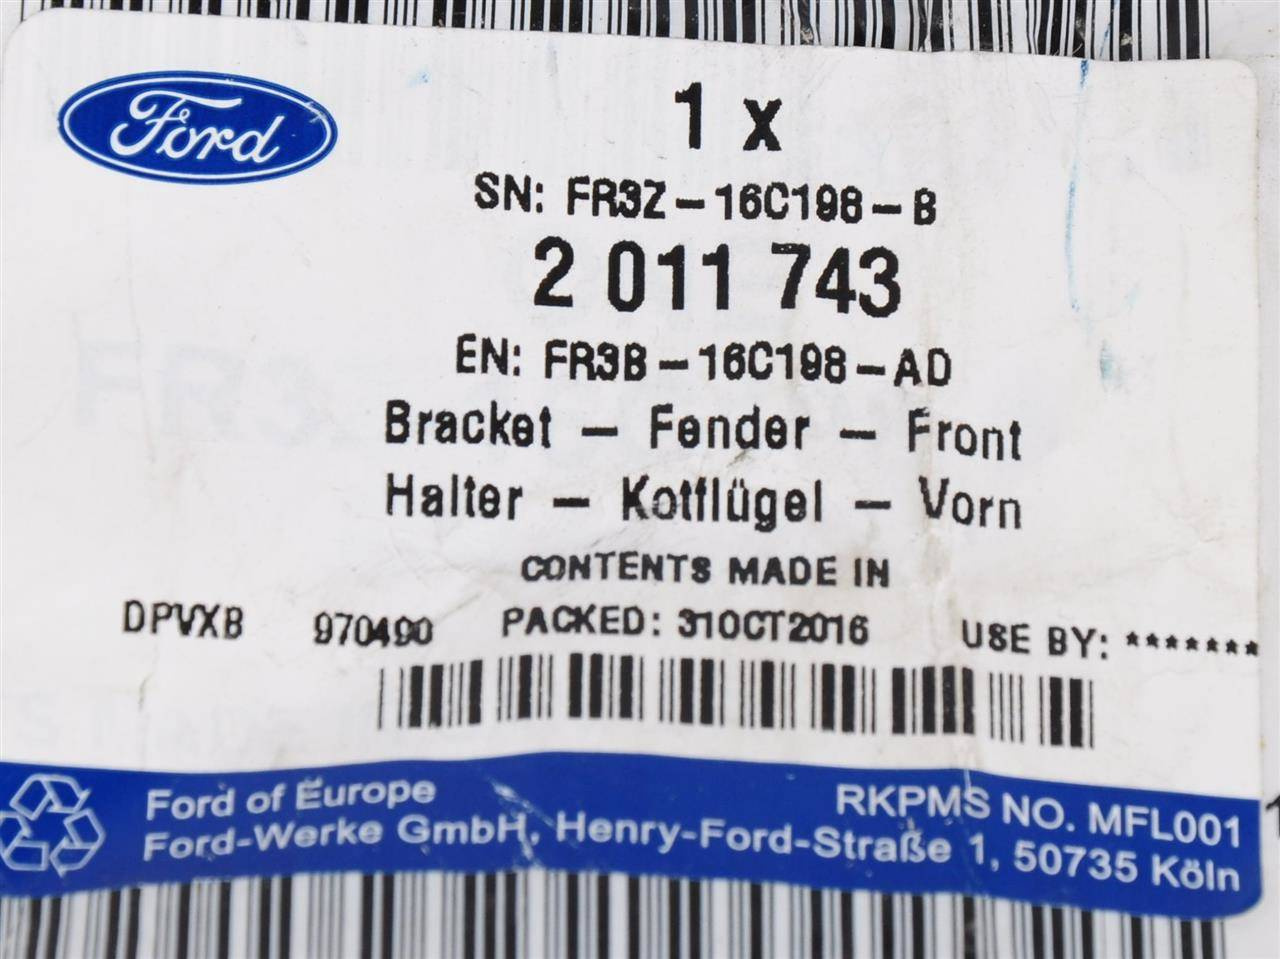 Ford
1 x
SN: FR3Z-16C198-B
2 011 743
EN: FR3B-16C198-AD
Bracket - Fender - Front
Halter - Kotflügel - Vorn
CONTENTS MADE IN
DPVXB 970490 PACKED: 31OCT2016 USE BY: *******
Ford of Europe RKPMS NO. MFL001
Ford-Werke GmbH, Henry-Ford-Straße 1, 50735 Köln